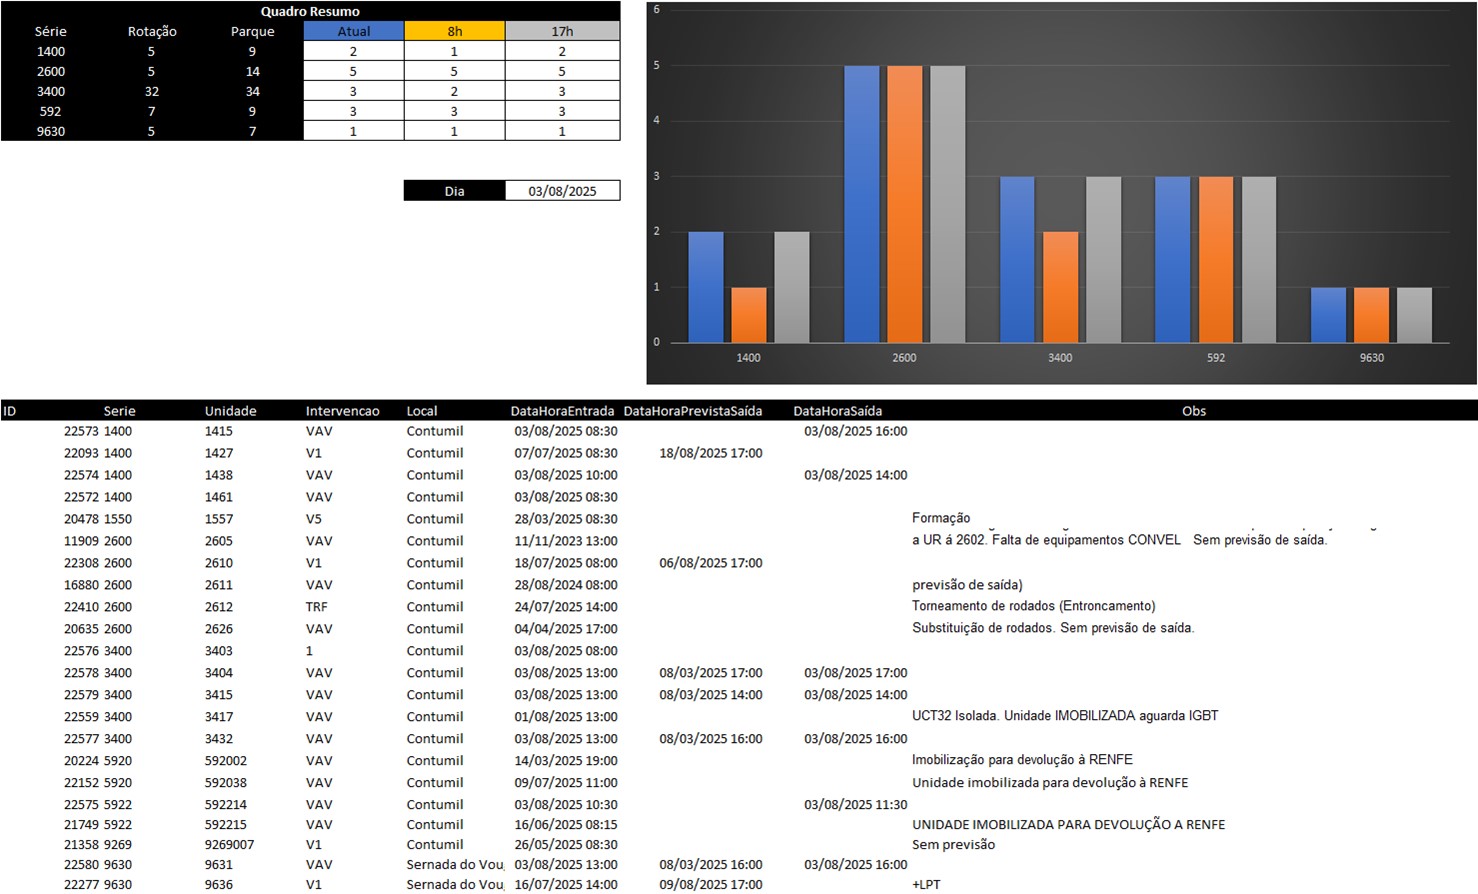 Quadro Resumo
Série Rotação Parque Atual 8h 17h
1400 5 9 2 1 2
2600 5 14 5 5 5
3400 32 34 3 2 3
592 7 9 3 3 3
9630 5 7 1 1 1
Dia 03/08/2025
6
5
4
3
2
1
0
1400 2600 3400 592 9630
ID Serie Unidade Intervencao Local DataHoraEntrada DataHoraPrevistaSaída DataHoraSaída Obs
22573 1400 1415 VAV Contumil 03/08/2025 08:30 03/08/2025 16:00
22093 1400 1427 V1 Contumil 07/07/2025 08:30 18/08/2025 17:00
22574 1400 1438 VAV Contumil 03/08/2025 10:00 03/08/2025 14:00
22572 1400 1461 VAV Contumil 03/08/2025 08:30
20478 1550 1557 V5 Contumil 28/03/2025 08:30 Formação
11909 2600 2605 VAV Contumil 11/11/2023 13:00 a UR á 2602. Falta de equipamentos CONVEL Sem previsão de saída.
22308 2600 2610 V1 Contumil 18/07/2025 08:00 06/08/2025 17:00
16880 2600 2611 VAV Contumil 28/08/2024 08:00 previsão de saída)
22410 2600 2612 TRF Contumil 24/07/2025 14:00 Torneamento de rodados (Entroncamento)
20635 2600 2626 VAV Contumil 04/04/2025 17:00 Substituição de rodados. Sem previsão de saída.
22576 3400 3403 1 Contumil 03/08/2025 08:00
22578 3400 3404 VAV Contumil 03/08/2025 13:00 08/03/2025 17:00 03/08/2025 17:00
22579 3400 3415 VAV Contumil 03/08/2025 13:00 08/03/2025 14:00 03/08/2025 14:00
22559 3400 3417 VAV Contumil 01/08/2025 13:00 UCT32 Isolada. Unidade IMOBILIZADA aguarda IGBT
22577 3400 3432 VAV Contumil 03/08/2025 13:00 08/03/2025 16:00 03/08/2025 16:00
20224 5920 592002 VAV Contumil 14/03/2025 19:00 Imobilização para devolução à RENFE
22152 5920 592038 VAV Contumil 09/07/2025 11:00 Unidade imobilizada para devolução à RENFE
22575 5922 592214 VAV Contumil 03/08/2025 10:30 03/08/2025 11:30
21749 5922 592215 VAV Contumil 16/06/2025 08:15 UNIDADE IMOBILIZADA PARA DEVOLUÇÃO A RENFE
21358 9269 9269007 V1 Contumil 26/05/2025 08:30 Sem previsão
22580 9630 9631 VAV Sernada do Vou 03/08/2025 13:00 08/03/2025 16:00 03/08/2025 16:00
22277 9630 9636 V1 Sernada do Vou 16/07/2025 14:00 09/08/2025 17:00 +LPT